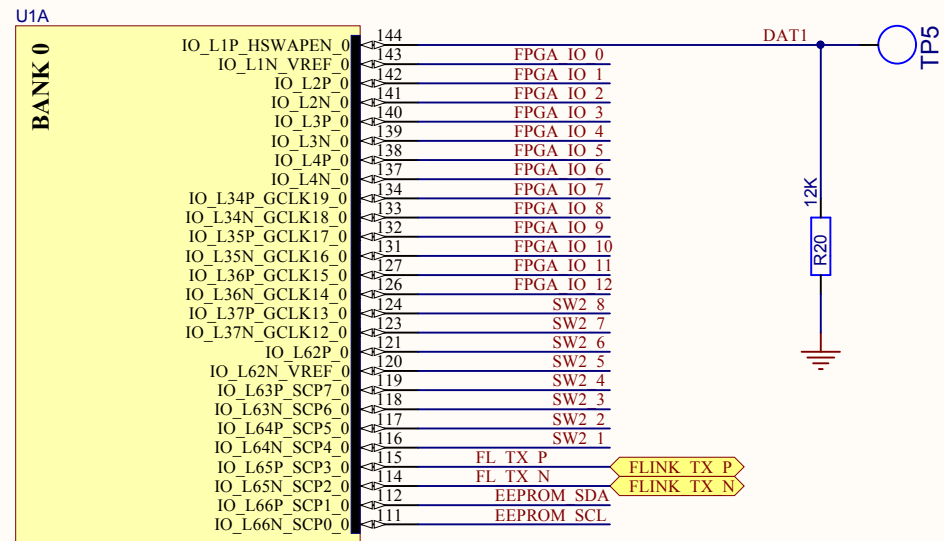 U1A
BANK 0
IO_L1P_HSWAPEN_0 144 DAT1 TP5
IO_L1N_VREF_0 143 FPGA_IO_0
IO_L2P_0 142 FPGA_IO_1
IO_L2N_0 141 FPGA_IO_2
IO_L3P_0 140 FPGA_IO_3
IO_L3N_0 139 FPGA_IO_4
IO_L4P_0 138 FPGA_IO_5
IO_L4N_0 137 FPGA_IO_6
IO_L34P_GCLK19_0 134 FPGA_IO_7
IO_L34N_GCLK18_0 133 FPGA_IO_8
IO_L35P_GCLK17_0 132 FPGA_IO_9
IO_L35N_GCLK16_0 131 FPGA_IO_10
IO_L36P_GCLK15_0 127 FPGA_IO_11
IO_L36N_GCLK14_0 126 FPGA_IO_12
IO_L37P_GCLK13_0 124 SW2_8
IO_L37N_GCLK12_0 123 SW2_7
IO_L62P_0 121 SW2_6
IO_L62N_VREF_0 120 SW2_5
IO_L63P_SCP7_0 119 SW2_4
IO_L63N_SCP6_0 118 SW2_3
IO_L64P_SCP5_0 117 SW2_2
IO_L64N_SCP4_0 116 SW2_1
IO_L65P_SCP3_0 115 FL_TX_P FLINK_TX_P
IO_L65N_SCP2_0 114 FL_TX_N FLINK_TX_N
IO_L66P_SCP1_0 112 EEPROM_SDA
IO_L66N_SCP0_0 111 EEPROM_SCL
12K
R20